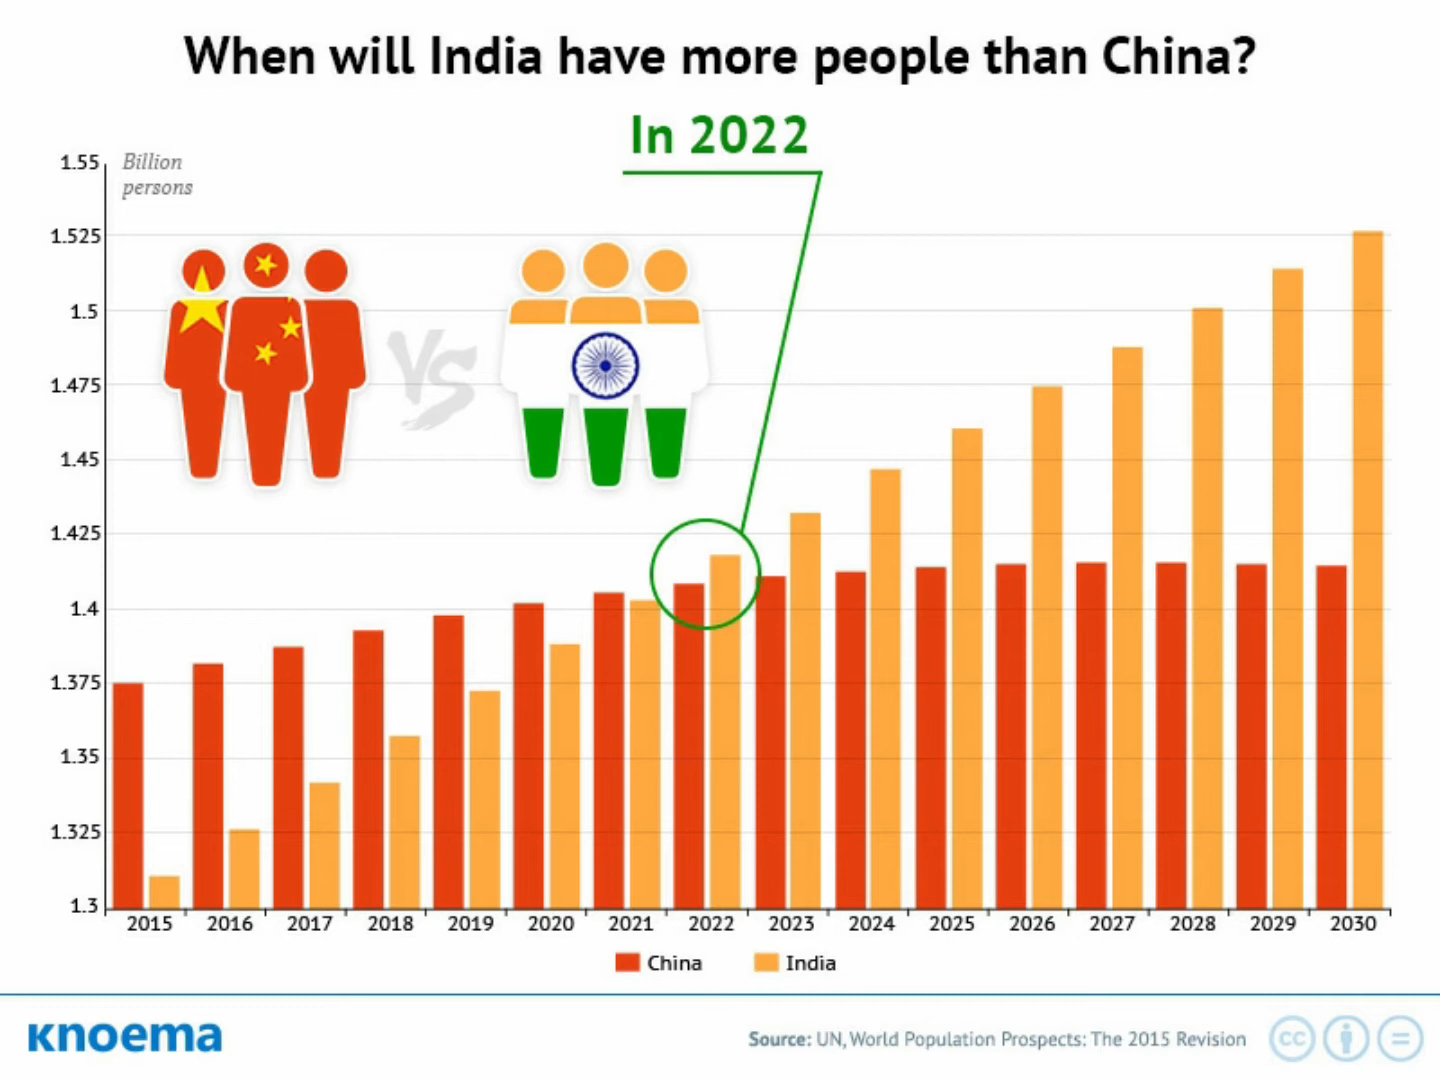 When will India have more people than China?
In 2022
Billion
persons
1.55
1.525
1.5
1.475
1.45
1.425
1.4
1.375
1.35
1.325
1.3
VS
2015 2016 2017 2018 2019 2020 2021 2022 2023 2024 2025 2026 2027 2028 2029 2030
China India
кnoema
Source: UN, World Population Prospects: The 2015 Revision
cc